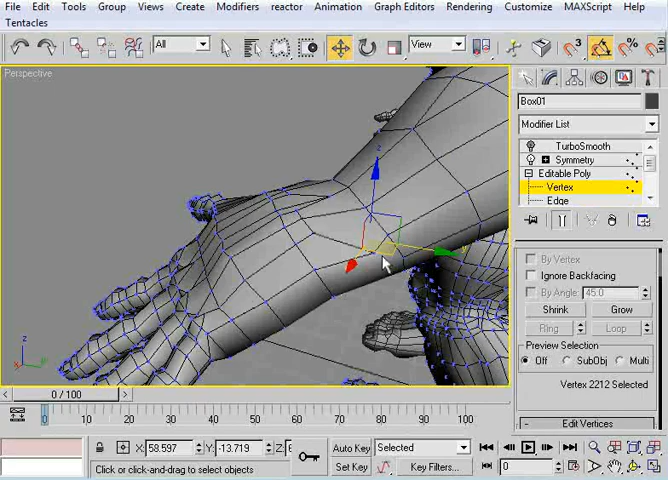 File Edit Tools Group Views Create Modifiers reactor Animation Graph Editors Rendering Customize MAXScript Help
Tentacles
All View 3 %
Perspective
z
Box01
Modifier List
TurboSmooth
Symmetry
Editable Poly
Vertex
Edge
By Vertex
Ignore Backfacing
By Angle: 45.0
Shrink Grow
Ring Loop
Preview Selection
Off SubObj Multi
Vertex 2212 Selected
- Edit Vertices
z
x y
< 0 / 100 >
0 10 20 30 40 50 60 70 80 90 100
X: 58.597 Y: -13.719 Z:
Click or click-and-drag to select objects
Auto Key Selected
Set Key Key Filters... 0